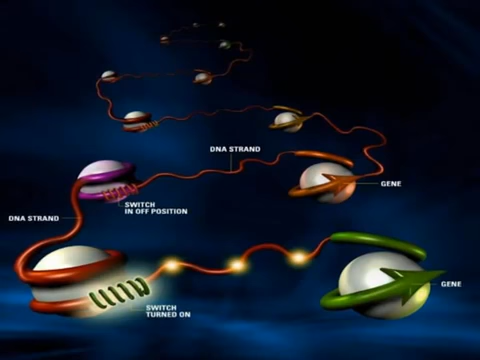 DNA STRAND
GENE
SWITCH
IN OFF POSITION
DNA STRAND
GENE
SWITCH
TURNED ON